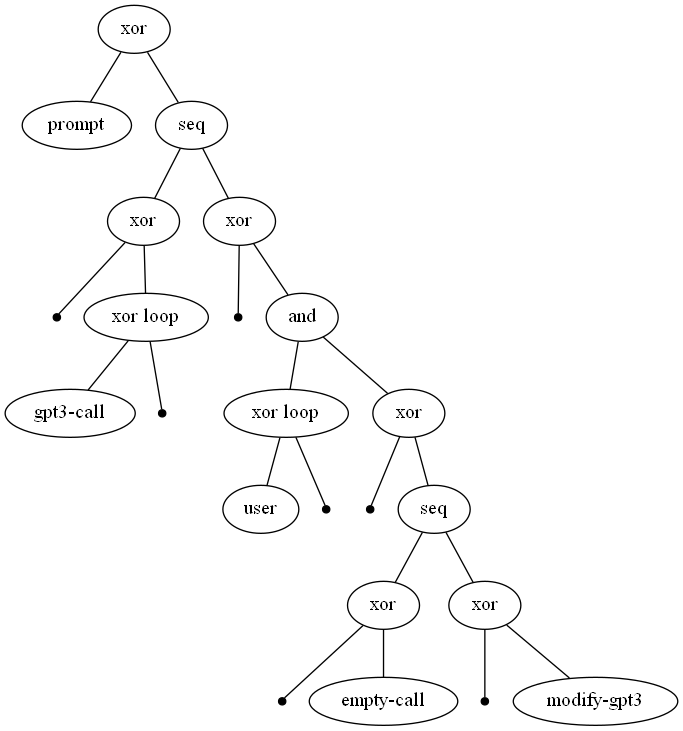 xor
prompt
seq
xor
xor
xor loop
and
gpt3-call
xor loop
xor
user
seq
xor
xor
empty-call
modify-gpt3